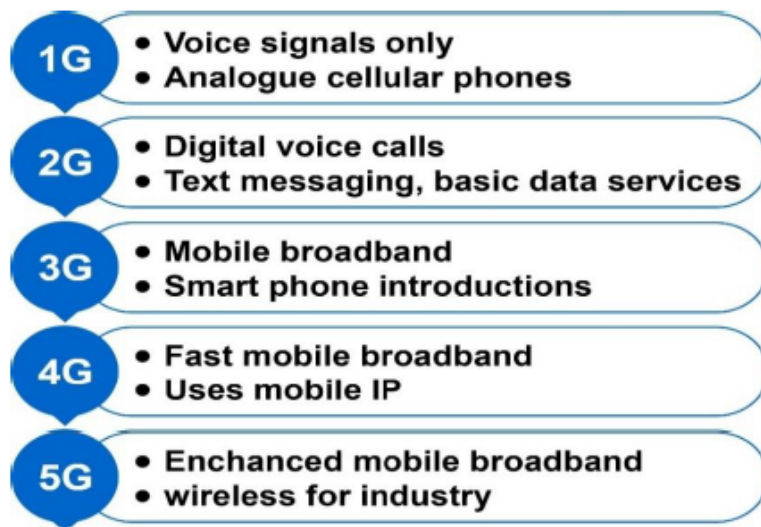 1G
• Voice signals only
• Analogue cellular phones
2G
• Digital voice calls
• Text messaging, basic data services
3G
• Mobile broadband
• Smart phone introductions
4G
• Fast mobile broadband
• Uses mobile IP
5G
• Enchanced mobile broadband
• wireless for industry